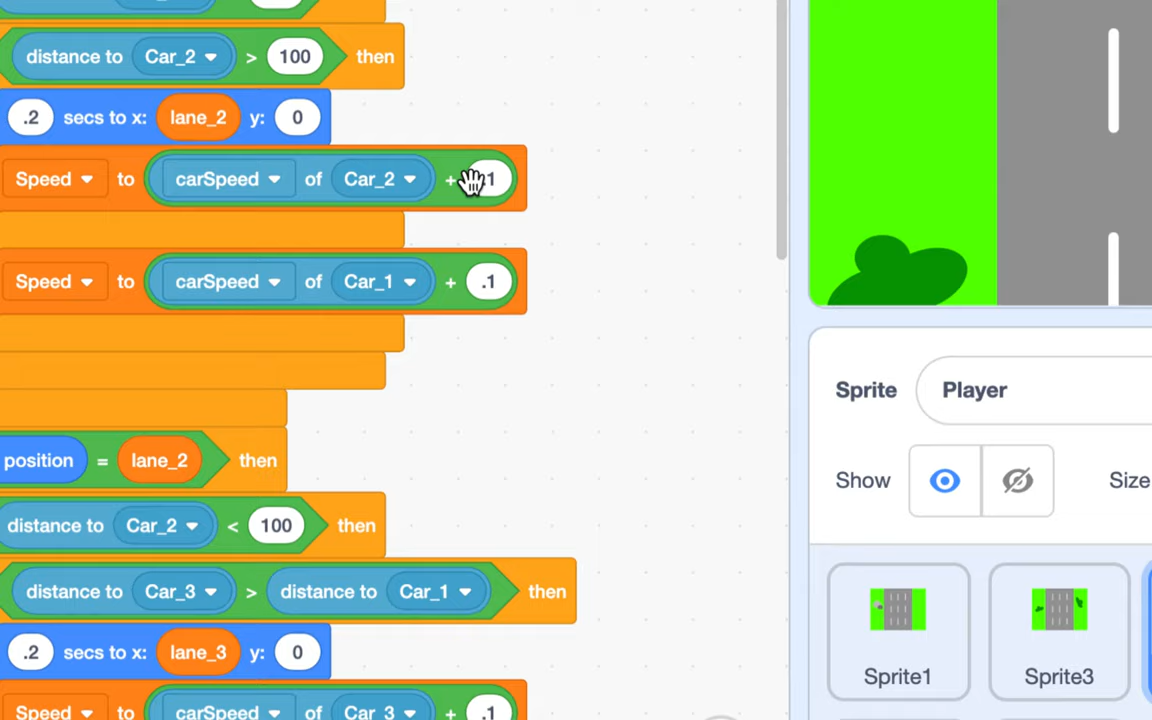 distance to Car_2 > 100 then
.2 secs to x: lane_2 y: 0
Speed to carSpeed of Car_2 +
Speed to carSpeed of Car_1 + .1
position = lane_2 then
distance to Car_2 < 100 then
distance to Car_3 > distance to Car_1 then
.2 secs to x: lane_3 y: 0
Speed to carSpeed of Car_3 + .1
Sprite Player
Show Size
Sprite1 Sprite3